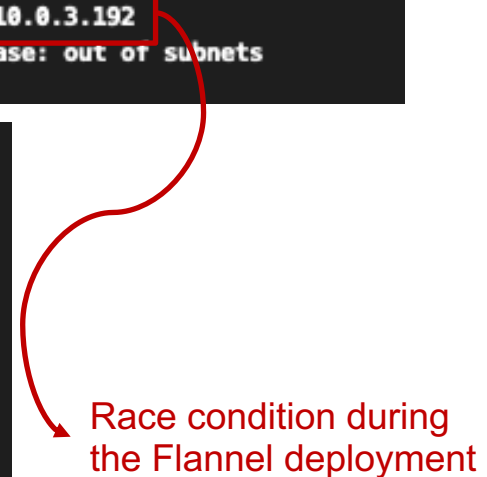 10.0.3.192
ase: out of subnets
Race condition during
the Flannel deployment